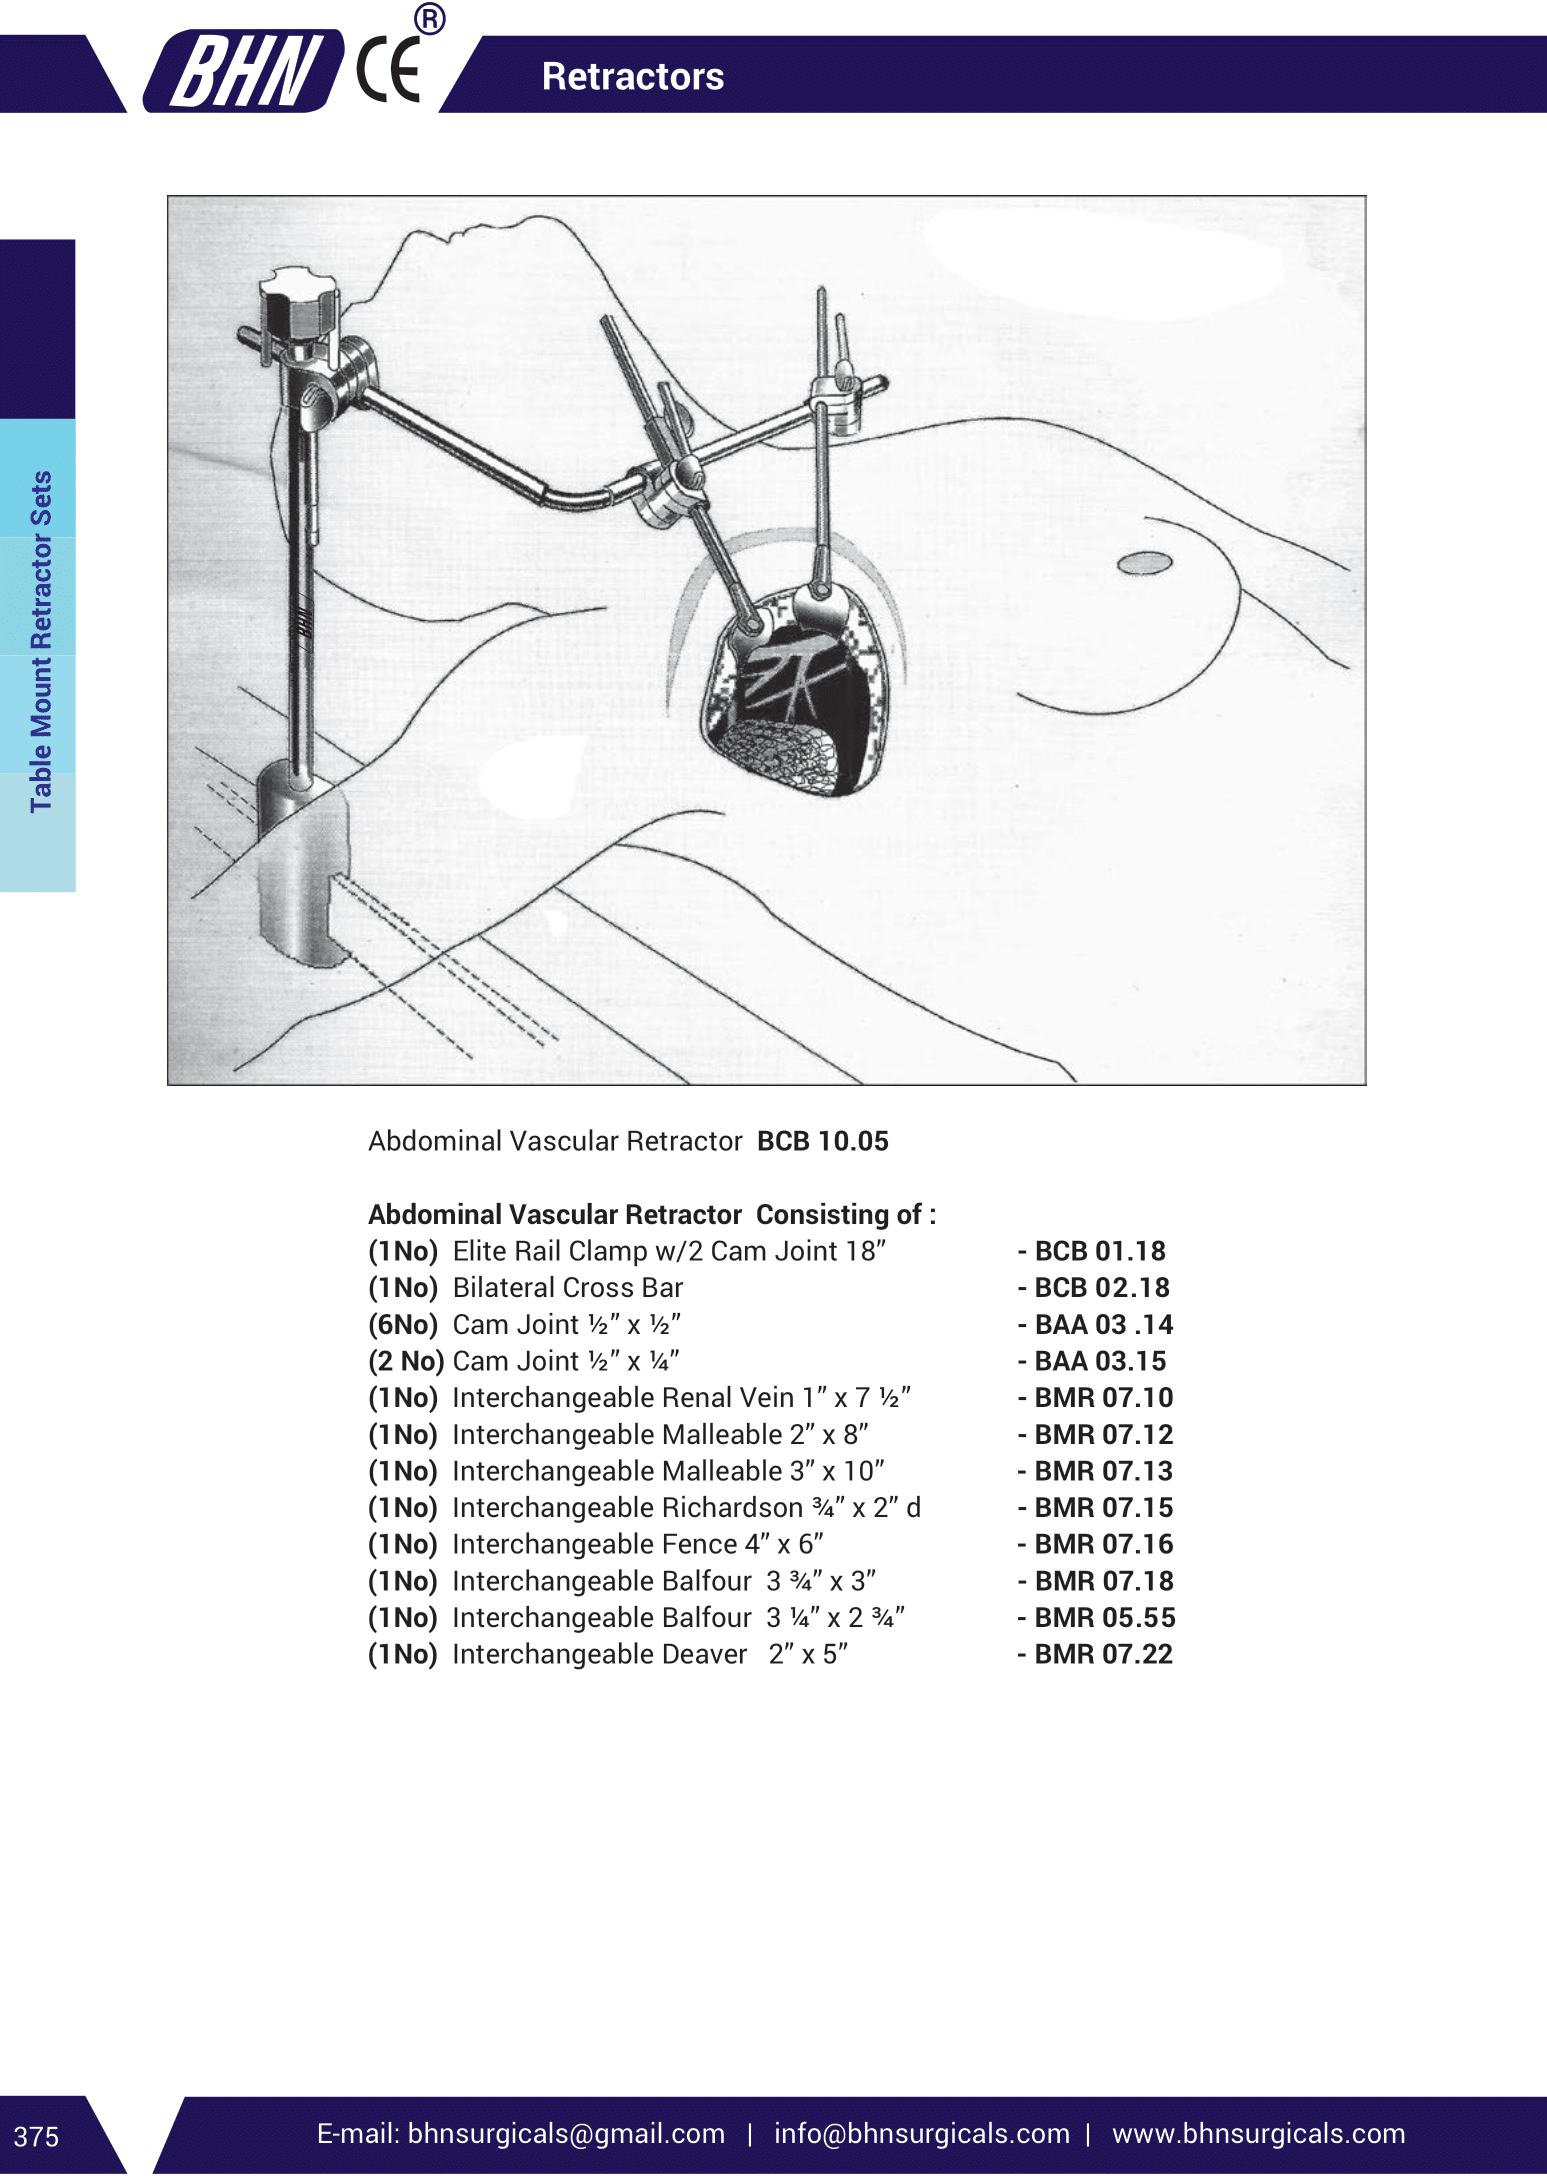 BHN CE ®
Retractors
Table Mount Retractor Sets
BHN
Abdominal Vascular Retractor BCB 10.05
Abdominal Vascular Retractor Consisting of :
(1No) Elite Rail Clamp w/2 Cam Joint 18” - BCB 01.18
(1No) Bilateral Cross Bar - BCB 02.18
(6No) Cam Joint ½” x ½” - BAA 03 .14
(2 No) Cam Joint ½” x ¼” - BAA 03.15
(1No) Interchangeable Renal Vein 1” x 7 ½” - BMR 07.10
(1No) Interchangeable Malleable 2” x 8” - BMR 07.12
(1No) Interchangeable Malleable 3” x 10” - BMR 07.13
(1No) Interchangeable Richardson ¾” x 2” d - BMR 07.15
(1No) Interchangeable Fence 4” x 6” - BMR 07.16
(1No) Interchangeable Balfour 3 ¾” x 3” - BMR 07.18
(1No) Interchangeable Balfour 3 ¼” x 2 ¾” - BMR 05.55
(1No) Interchangeable Deaver 2” x 5” - BMR 07.22
375
E-mail: bhnsurgicals@gmail.com | info@bhnsurgicals.com | www.bhnsurgicals.com